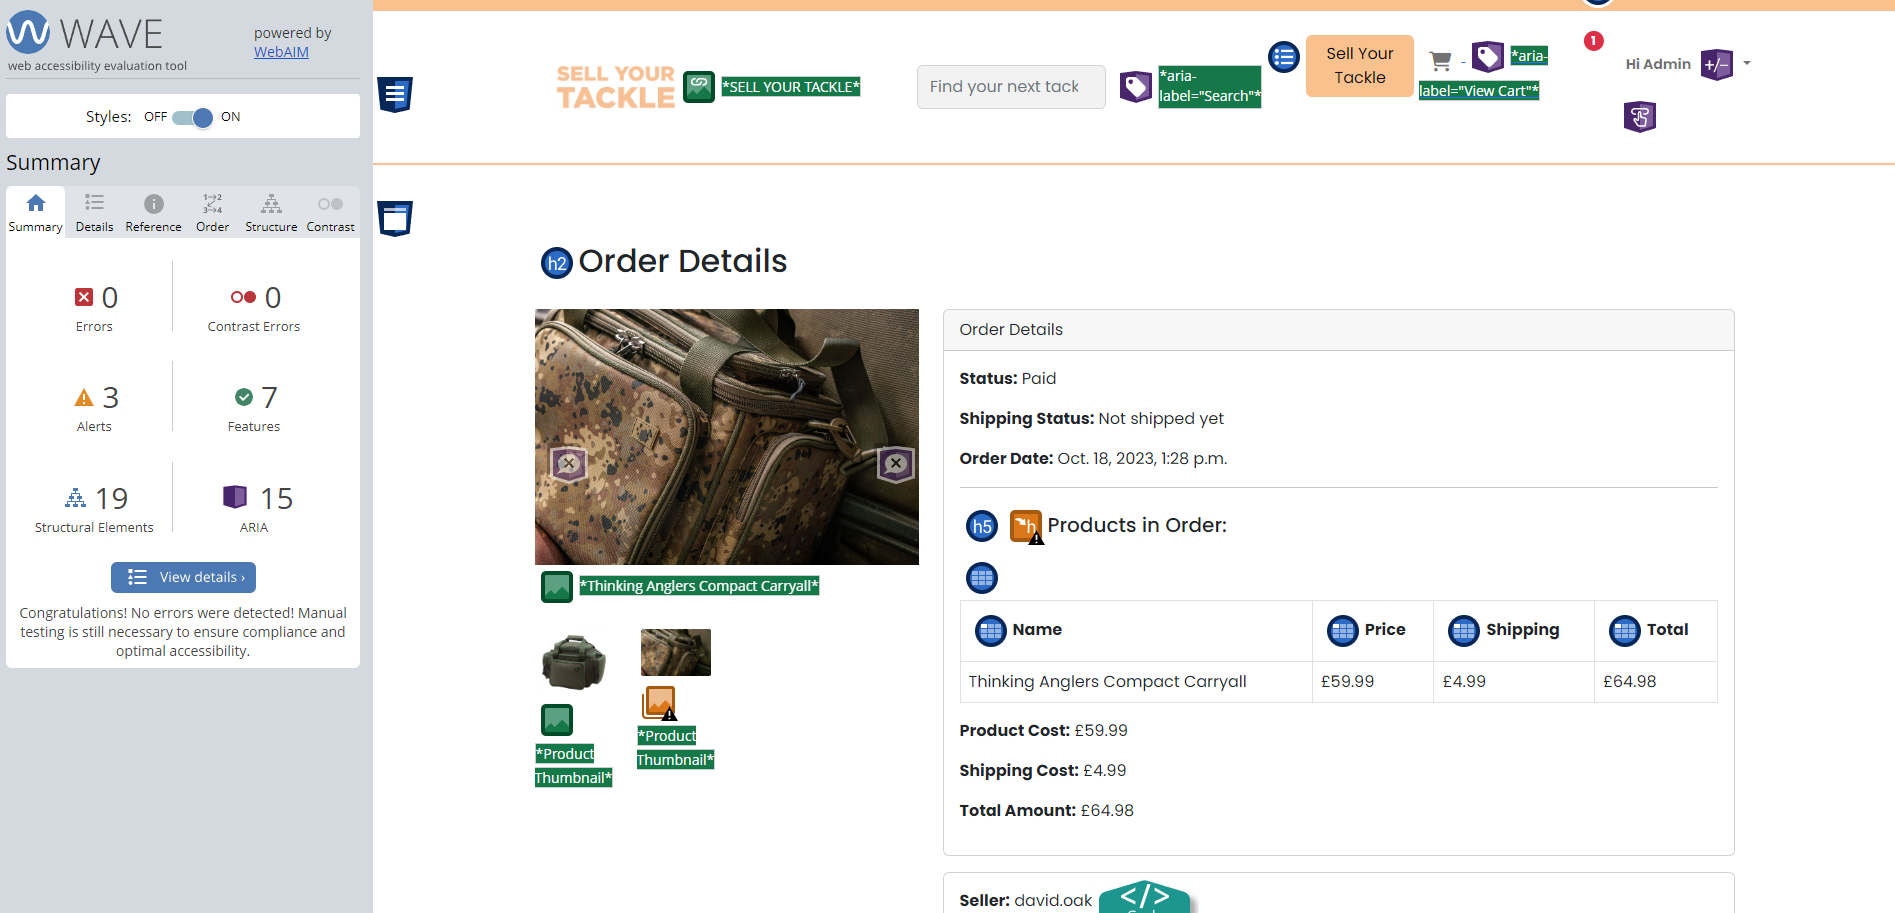 WAVE
powered by
WebAIM
web accessibility evaluation tool
Styles: OFF ON
Summary
Summary Details Reference Order Structure Contrast
0
Errors
0
Contrast Errors
3
Alerts
7
Features
19
Structural Elements
15
ARIA
View details ›
Congratulations! No errors were detected! Manual
testing is still necessary to ensure compliance and
optimal accessibility.
SELL YOUR
TACKLE
*SELL YOUR TACKLE*
Find your next tack
*aria-
label="Search"*
Sell Your
Tackle
*aria-
label="View Cart"*
1
Hi Admin
+/−
h2 Order Details
*Thinking Anglers Compact Carryall*
*Product
Thumbnail*
*Product
Thumbnail*
Order Details
Status: Paid
Shipping Status: Not shipped yet
Order Date: Oct. 18, 2023, 1:28 p.m.
h5 h Products in Order:
Name Price Shipping Total
Thinking Anglers Compact Carryall £59.99 £4.99 £64.98
Product Cost: £59.99
Shipping Cost: £4.99
Total Amount: £64.98
Seller: david.oak
</>